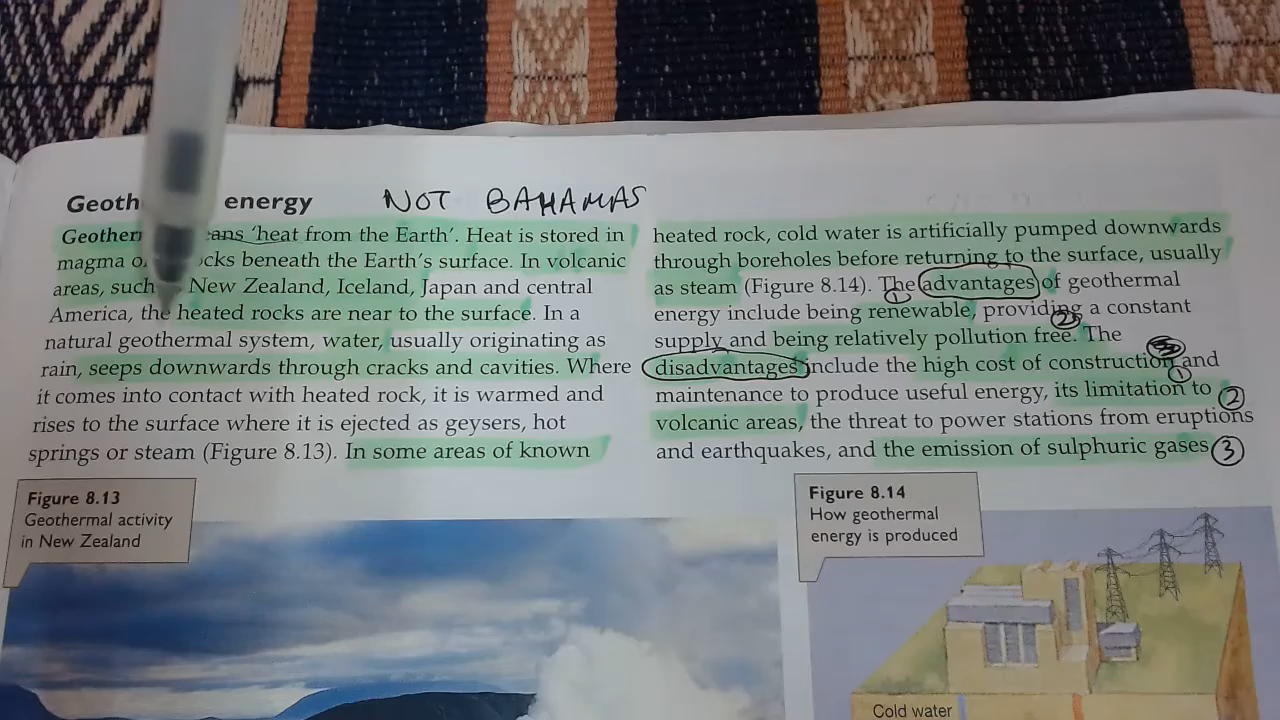 Geoth energy NOT BAHAMAS
Geother eans 'heat from the Earth'. Heat is stored in
magma o ocks beneath the Earth's surface. In volcanic
areas, such New Zealand, Iceland, Japan and central
America, the heated rocks are near to the surface. In a
natural geothermal system, water, usually originating as
rain, seeps downwards through cracks and cavities. Where
it comes into contact with heated rock, it is warmed and
rises to the surface where it is ejected as geysers, hot
springs or steam (Figure 8.13). In some areas of known
heated rock, cold water is artificially pumped downwards
through boreholes before returning to the surface, usually
as steam (Figure 8.14). The advantages of geothermal
energy include being renewable, providing a constant
supply and being relatively pollution free. The
disadvantages include the high cost of construction and
maintenance to produce useful energy, its limitation to
volcanic areas, the threat to power stations from eruptions
and earthquakes, and the emission of sulphuric gases
1
2
1
2
3
Figure 8.13
Geothermal activity
in New Zealand
Figure 8.14
How geothermal
energy is produced
Cold water